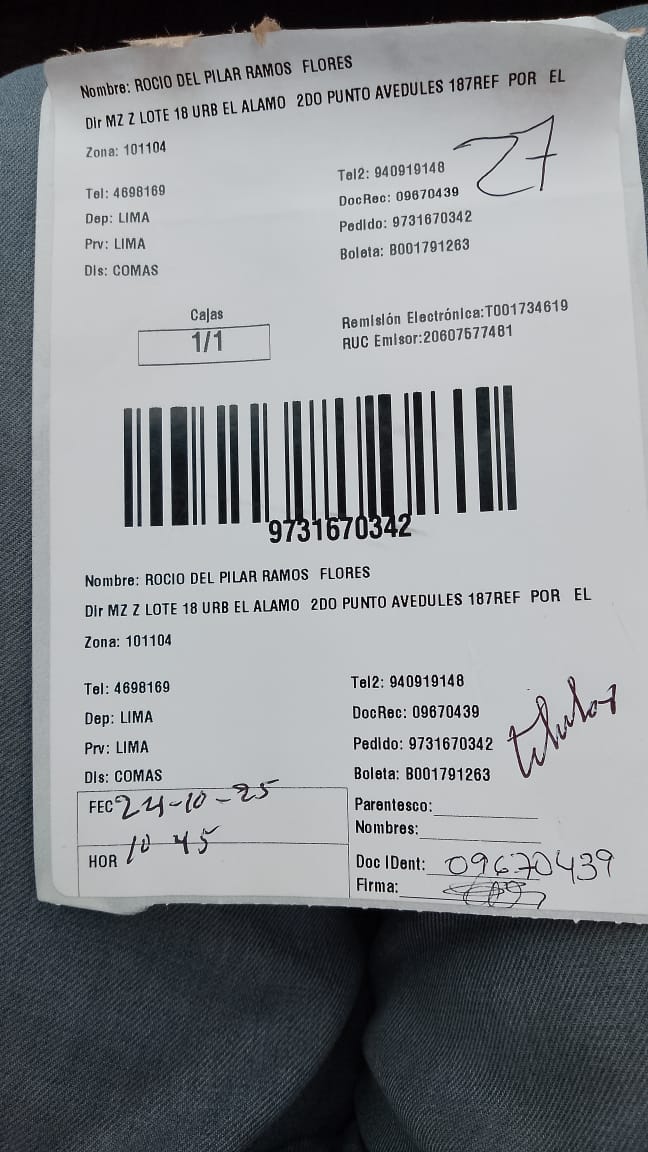 Nombre: ROCIO DEL PILAR RAMOS FLORES
Dir MZ Z LOTE 18 URB EL ALAMO 2DO PUNTO AVEDULES 187REF POR EL
Zona: 101104
27
Tel: 4698169
Dep: LIMA
Prv: LIMA
Dis: COMAS
Tel2: 940919148
DocRec: 09670439
Pedido: 9731670342
Boleta: B001791263
Cajas
1/1
Remisión Electrónica:T001734619
RUC Emisor:20607577481
9731670342
Nombre: ROCIO DEL PILAR RAMOS FLORES
Dir MZ Z LOTE 18 URB EL ALAMO 2DO PUNTO AVEDULES 187REF POR EL
Zona: 101104
Tel: 4698169
Dep: LIMA
Prv: LIMA
Dis: COMAS
Tel2: 940919148
DocRec: 09670439
Pedido: 9731670342
Boleta: B001791263
titular
FEC 24-10-25
HOR 10 45
Parentesco:
Nombres:
Doc IDent: 09670439
Firma: